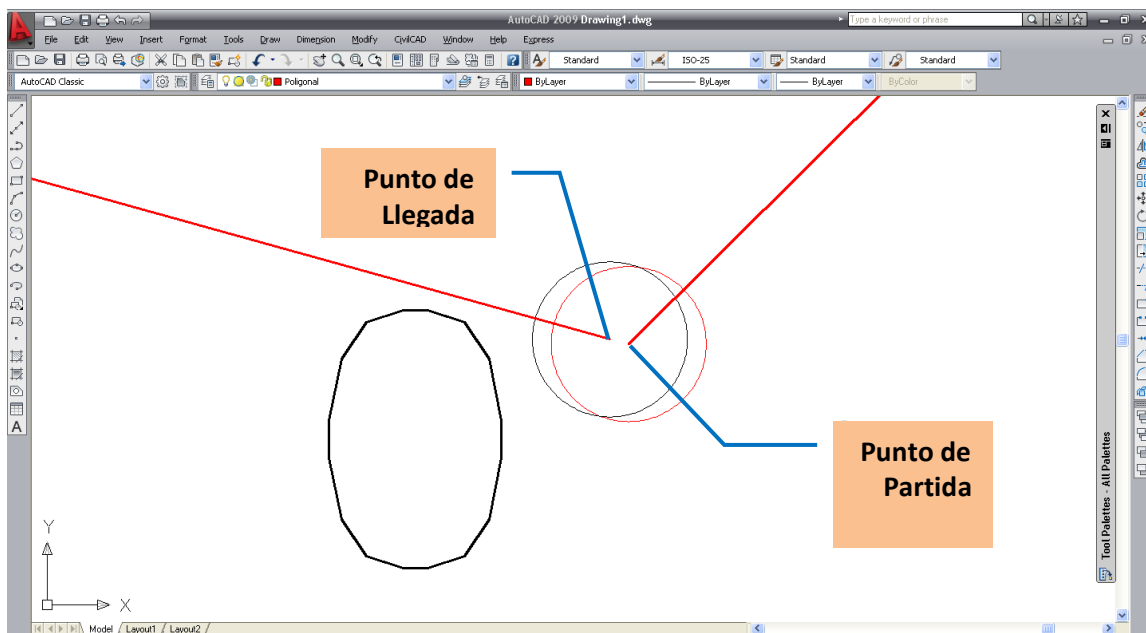 AutoCAD 2009 Drawing1.dwg
Type a keyword or phrase
File Edit View Insert Format Tools Draw Dimension Modify CivilCAD Window Help Express
Standard ISO-25 Standard Standard
AutoCAD Classic Poligonal ByLayer ByLayer ByLayer ByColor
Punto de
Llegada
Punto de
Partida
Tool Palettes - All Palettes
Y
X
A
Model Layout1 Layout2